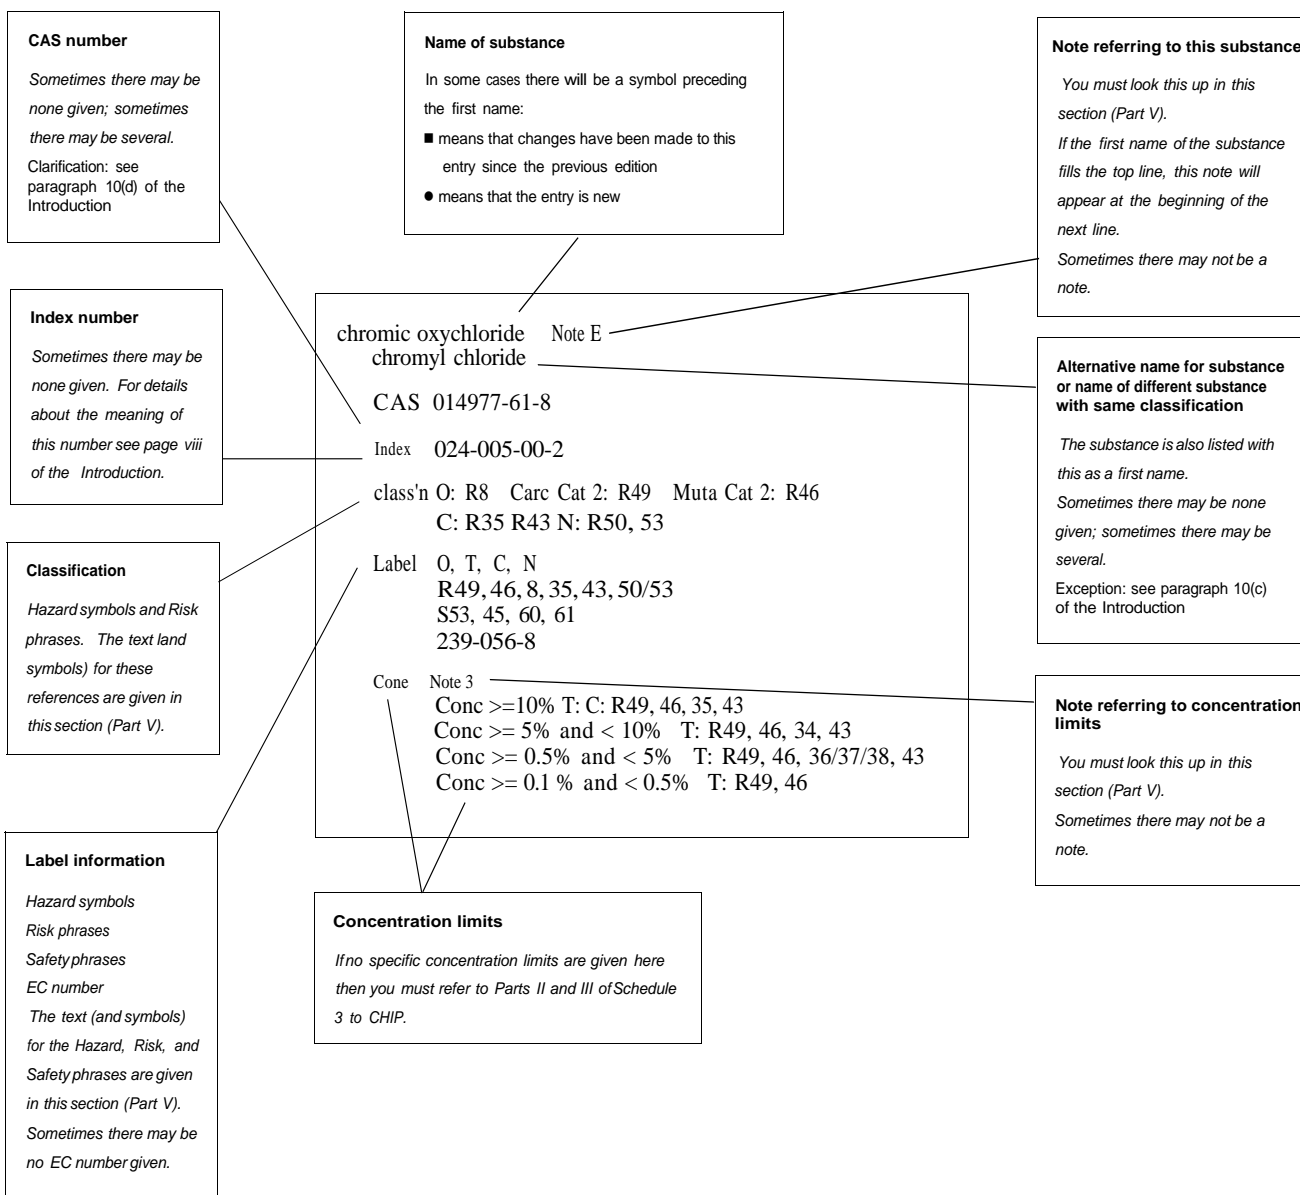 CAS number
Sometimes there may be
none given; sometimes
there may be several.
Clarification: see
paragraph 10(d) of the
Introduction
Name of substance
In some cases there will be a symbol preceding
the first name:
■ means that changes have been made to this
entry since the previous edition
● means that the entry is new
Note referring to this substance
You must look this up in this
section (Part V).
If the first name of the substance
fills the top line, this note will
appear at the beginning of the
next line.
Sometimes there may not be a
note.
Index number
Sometimes there may be
none given. For details
about the meaning of
this number see page viii
of the Introduction.
chromic oxychloride Note E
chromyl chloride
CAS 014977-61-8
Index 024-005-00-2
class'n O: R8 Carc Cat 2: R49 Muta Cat 2: R46
C: R35 R43 N: R50, 53
Label O, T, C, N
R49, 46, 8, 35, 43, 50/53
S53, 45, 60, 61
239-056-8
Cone Note 3
Conc >=10% T: C: R49, 46, 35, 43
Conc >= 5% and < 10% T: R49, 46, 34, 43
Conc >= 0.5% and < 5% T: R49, 46, 36/37/38, 43
Conc >= 0.1 % and < 0.5% T: R49, 46
Alternative name for substance
or name of different substance
with same classification
The substance is also listed with
this as a first name.
Sometimes there may be none
given; sometimes there may be
several.
Exception: see paragraph 10(c)
of the Introduction
Classification
Hazard symbols and Risk
phrases. The text land
symbols) for these
references are given in
this section (Part V).
Note referring to concentration
limits
You must look this up in this
section (Part V).
Sometimes there may not be a
note.
Label information
Hazard symbols
Risk phrases
Safety phrases
EC number
The text (and symbols)
for the Hazard, Risk, and
Safety phrases are given
in this section (Part V).
Sometimes there may be
no EC number given.
Concentration limits
If no specific concentration limits are given here
then you must refer to Parts II and III of Schedule
3 to CHIP.